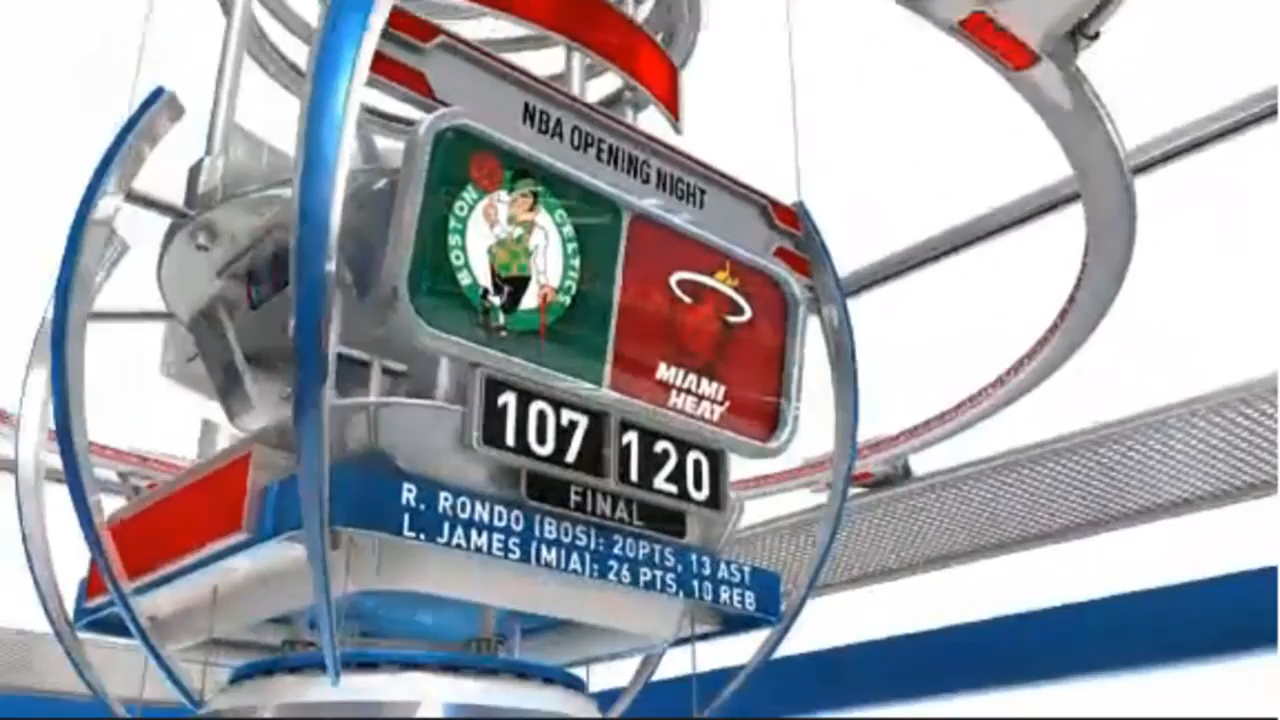 NBA OPENING NIGHT
BOSTON CELTICS
MIAMI
HEAT
107 120
FINAL
R. RONDO (BOS): 20PTS, 13 AST
L. JAMES (MIA): 26 PTS, 10 REB